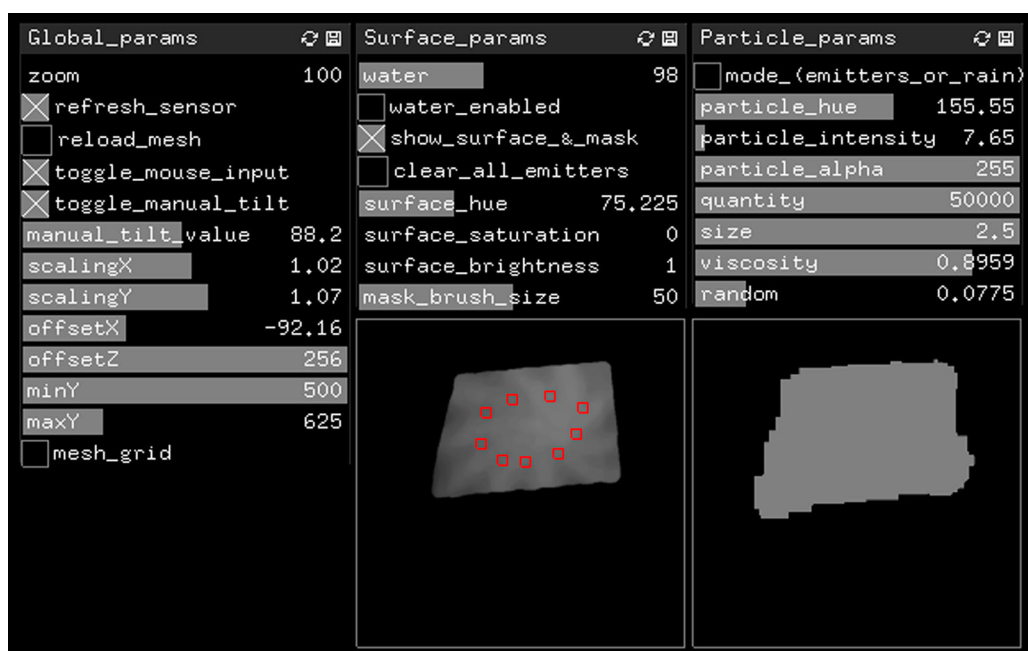 Global_params
zoom 100
refresh_sensor
reload_mesh
toggle_mouse_input
toggle_manual_tilt
manual_tilt_value 88.2
scalingX 1.02
scalingY 1.07
offsetX -92.16
offsetZ 256
minY 500
maxY 625
mesh_grid
Surface_params
water 98
water_enabled
show_surface_&_mask
clear_all_emitters
surface_hue 75.225
surface_saturation 0
surface_brightness 1
mask_brush_size 50
Particle_params
mode_(emitters_or_rain)
particle_hue 155.55
particle_intensity 7.65
particle_alpha 255
quantity 50000
size 2.5
viscosity 0.8959
random 0.0775